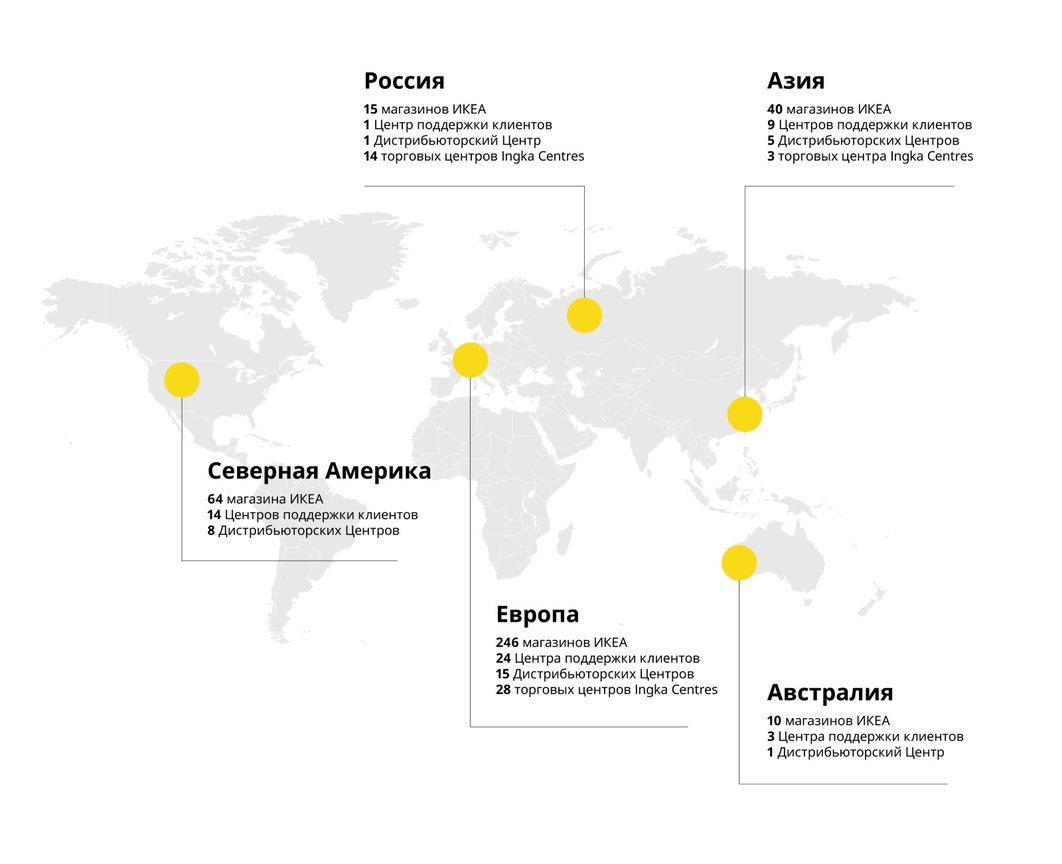 Россия
15 магазинов ИКЕА
1 Центр поддержки клиентов
1 Дистрибьюторский Центр
14 торговых центров Ingka Centres
Азия
40 магазинов ИКЕА
9 Центров поддержки клиентов
5 Дистрибьюторских Центров
3 торговых центра Ingka Centres
Северная Америка
64 магазина ИКЕА
14 Центров поддержки клиентов
8 Дистрибьюторских Центров
Европа
246 магазинов ИКЕА
24 Центра поддержки клиентов
15 Дистрибьюторских Центров
28 торговых центров Ingka Centres
Австралия
10 магазинов ИКЕА
3 Центра поддержки клиентов
1 Дистрибьюторский Центр